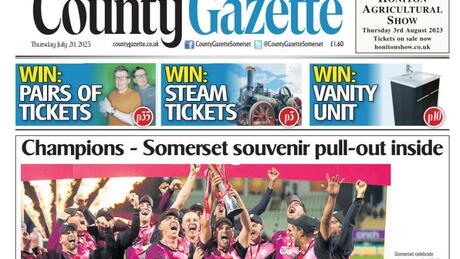 County Gazette
HONITON
AGRICULTURAL
SHOW
Thursday 3rd August 2023
Tickets on sale now
honitonshow.co.uk
Thursday July 20, 2023
countygazette.co.uk
@CountyGazetteSomerset
@CountyGazette
£1.60
WIN:
PAIRS OF
TICKETS
p35
WIN:
STEAM
TICKETS
p3
WIN:
VANITY
UNIT
p10
Champions - Somerset souvenir pull-out inside
Somerset celebrate